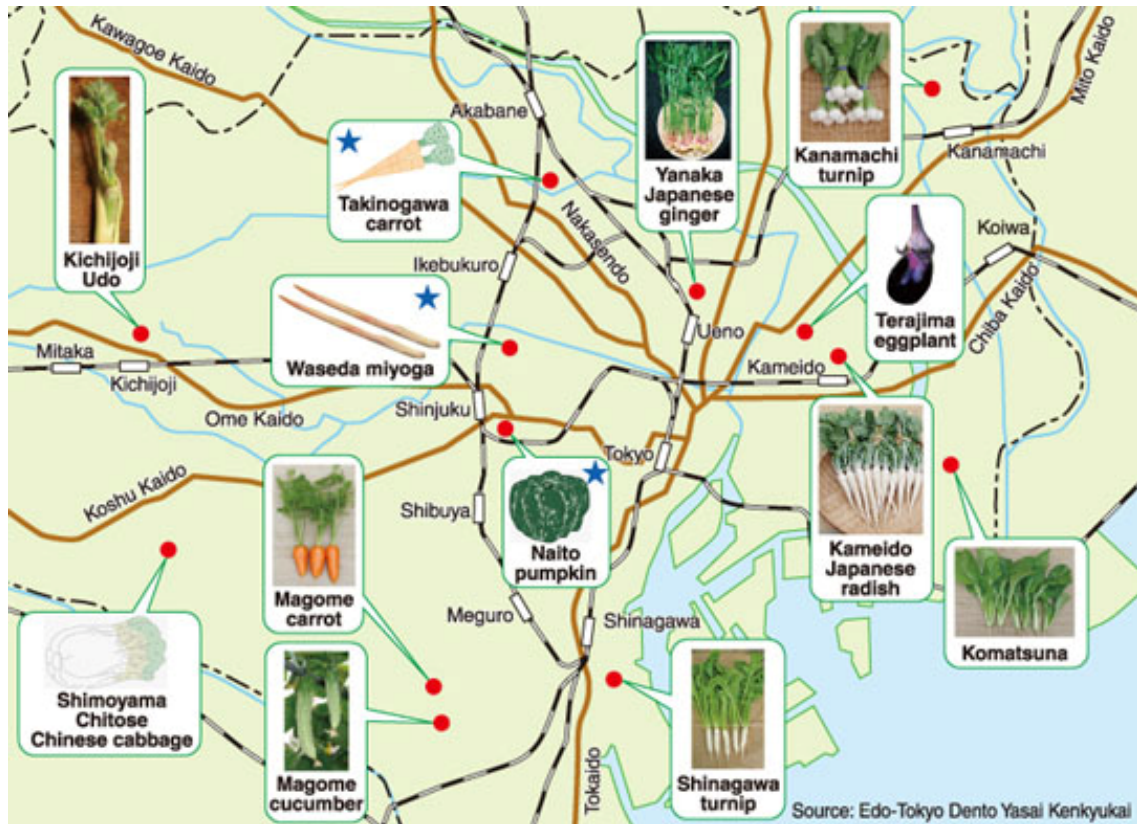 Kawagoe Kaido
Akabane
Mito Kaido
Kanamachi
turnip
Kanamachi
Yanaka
Japanese
ginger
Takinogawa
carrot
Nakasendo
Kichijoji
Udo
Ikebukuro
Koiwa
Terajima
eggplant
Chiba Kaido
Ueno
Waseda miyoga
Mitaka
Kichijoji
Kameido
Ome Kaido
Shinjuku
Tokyo
Koshu Kaido
Shibuya
Naito
pumpkin
Kameido
Japanese
radish
Magome
carrot
Meguro
Shinagawa
Komatsuna
Shimoyama
Chitose
Chinese cabbage
Magome
cucumber
Tokaido
Shinagawa
turnip
Source: Edo-Tokyo Dento Yasai Kenkyukai